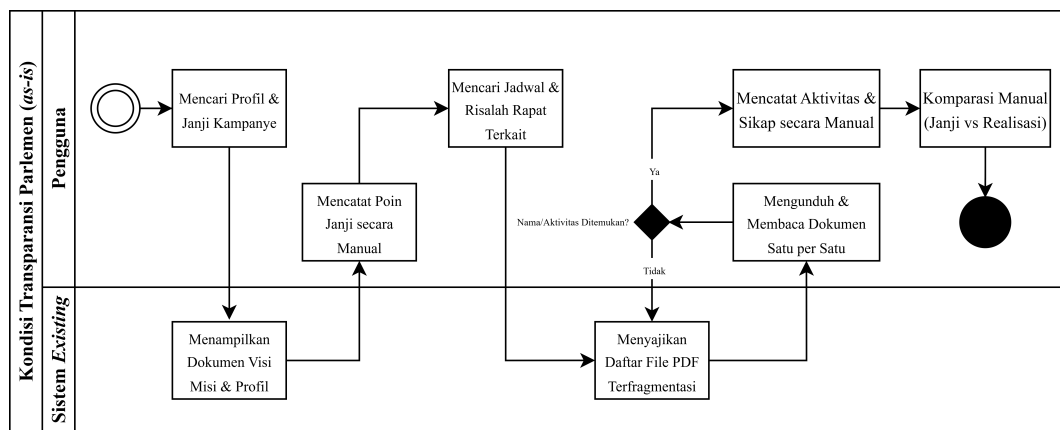 Kondisi Transparansi Parlemen (as-is)
Pengguna
Mencari Profil &
Janji Kampanye
Mencatat Poin
Janji secara
Manual
Mencari Jadwal &
Risalah Rapat
Terkait
Nama/Aktivitas Ditemukan?
Ya
Tidak
Mencatat Aktivitas &
Sikap secara Manual
Mengunduh &
Membaca Dokumen
Satu per Satu
Komparasi Manual
(Janji vs Realisasi)
Sistem Existing
Menampilkan
Dokumen Visi
Misi & Profil
Menyajikan
Daftar File PDF
Terfragmentasi